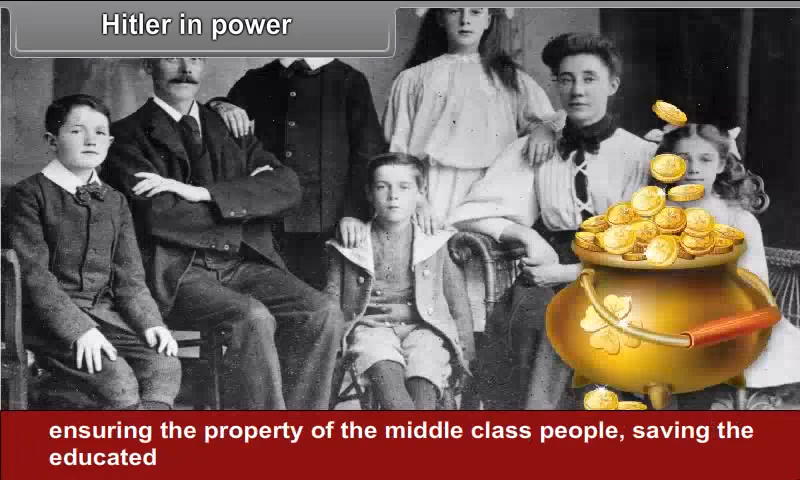 Hitler in power
ensuring the property of the middle class people, saving the
educated